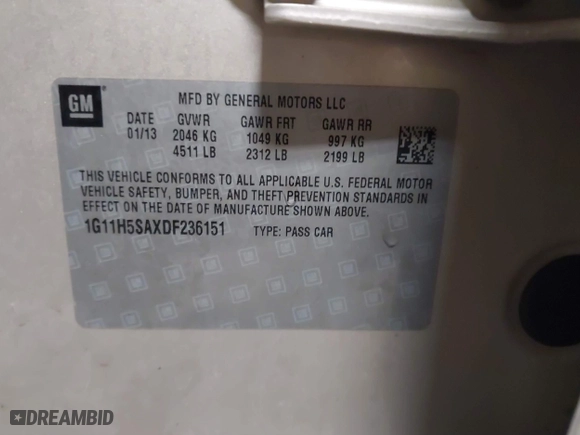 GM
MFD BY GENERAL MOTORS LLC
DATE GVWR GAWR FRT GAWR RR
01/13 2046 KG 1049 KG 997 KG
4511 LB 2312 LB 2199 LB
THIS VEHICLE CONFORMS TO ALL APPLICABLE U.S. FEDERAL MOTOR
VEHICLE SAFETY, BUMPER, AND THEFT PREVENTION STANDARDS IN
EFFECT ON THE DATE OF MANUFACTURE SHOWN ABOVE.
1G11H5SAXDF236151 TYPE: PASS CAR
DREAMBID